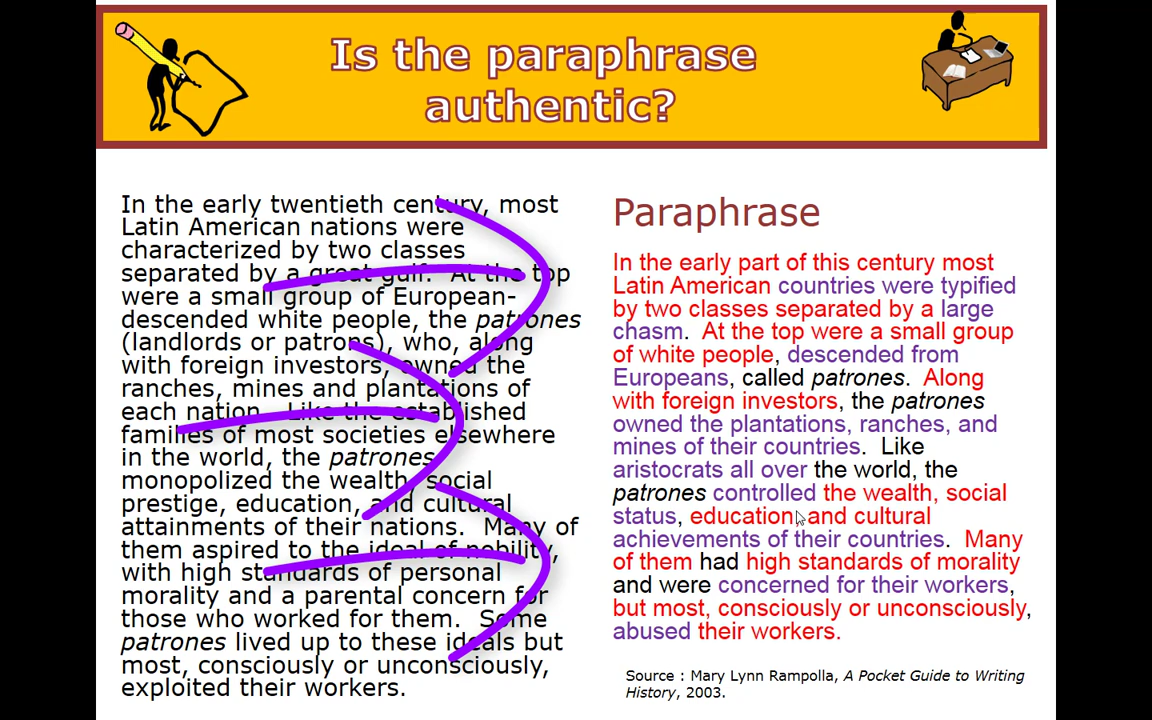 Is the paraphrase
authentic?
In the early twentieth century, most
Latin American nations were
characterized by two classes
separated by a great gulf.  At the top
were a small group of European-
descended white people, the patrones
(landlords or patrons), who, along
with foreign investors, owned the
ranches, mines and plantations of
each nation.  Like the established
families of most societies elsewhere
in the world, the patrones
monopolized the wealth, social
prestige, education, and cultural
attainments of their nations.  Many of
them aspired to the ideal of nobility,
with high standards of personal
morality and a parental concern for
those who worked for them.  Some
patrones lived up to these ideals but
most, consciously or unconsciously,
exploited their workers.
Paraphrase
In the early part of this century most
Latin American countries were typified
by two classes separated by a large
chasm.  At the top were a small group
of white people, descended from
Europeans, called patrones.  Along
with foreign investors, the patrones
owned the plantations, ranches, and
mines of their countries.  Like
aristocrats all over the world, the
patrones controlled the wealth, social
status, education and cultural
achievements of their countries.  Many
of them had high standards of morality
and were concerned for their workers,
but most, consciously or unconsciously,
abused their workers.
Source : Mary Lynn Rampolla, A Pocket Guide to Writing
History, 2003.